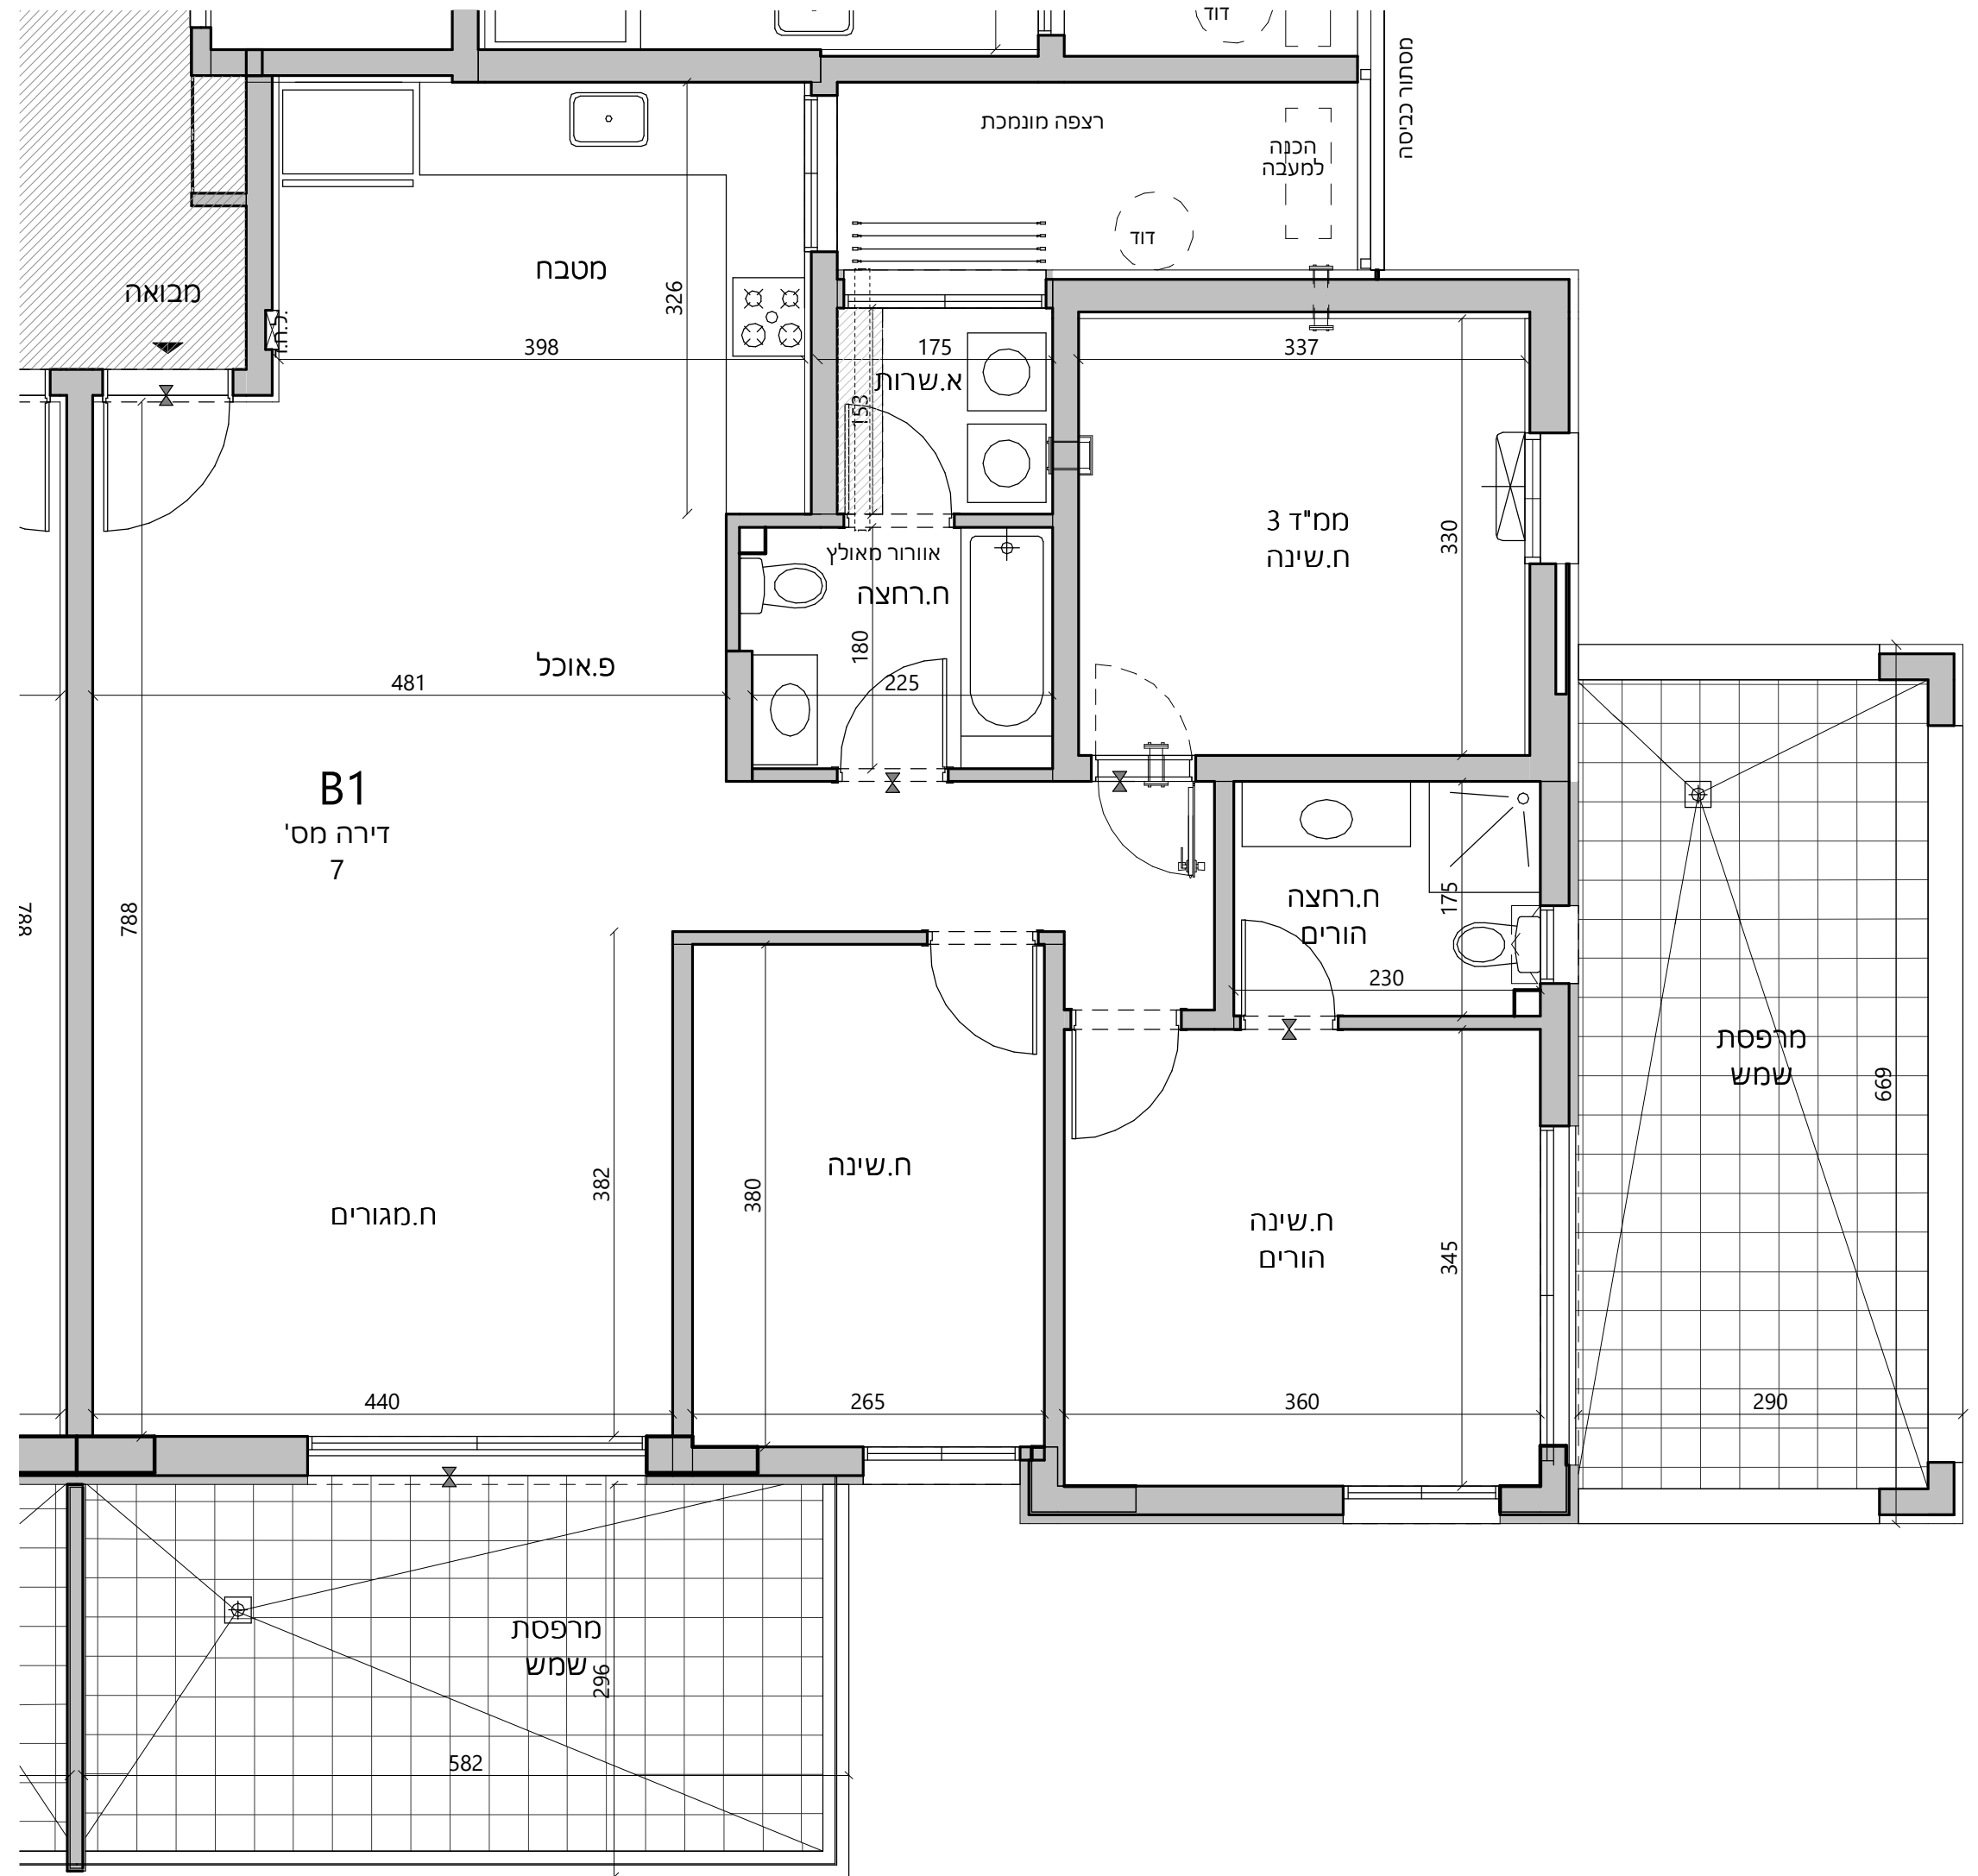 דוד
מסתור כביסה
רצפה מונמכת
הכנה
למעבה
דוד
מטבח
מבואה
326
398
175
337
א.שרות
153
ממ"ד 3
ח.שינה
330
אוורור מאולץ
ח.רחצה
180
פ.אוכל
481
225
B1
דירה מס'
7
788
788
ח.רחצה
הורים
175
230
מרפסת
שמש
669
ח.שינה
382
380
ח.מגורים
ח.שינה
הורים
345
440
265
360
290
מרפסת
שמש
296
582